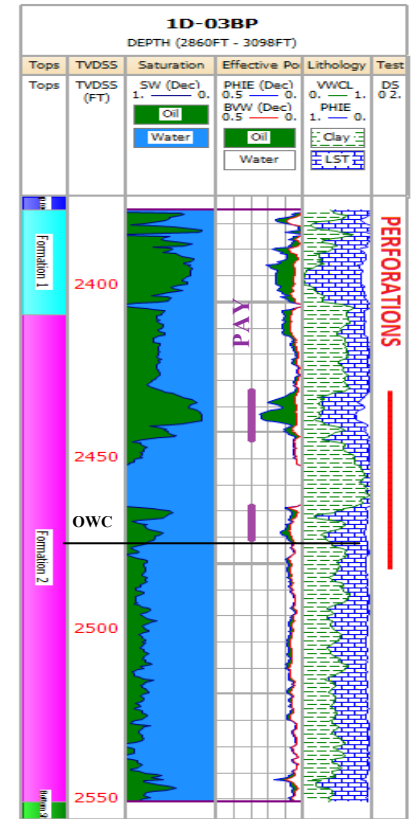 1D-03BP
DEPTH (2860FT - 3098FT)
Tops TVDSS Saturation Effective Po Lithology Test
Tops TVDSS (FT)
SW (Dec)
1. 0.
Oil
Water
PHIE (Dec)
0.5 0.
BVW (Dec)
0.5 0.
Oil
Water
VWCL
0. 1.
PHIE
1. 0.
Clay
LST
DS
0 2.
Formation 1
2400
PERFORATIONS
PAY
2450
OWC
Formation 2
2500
2550